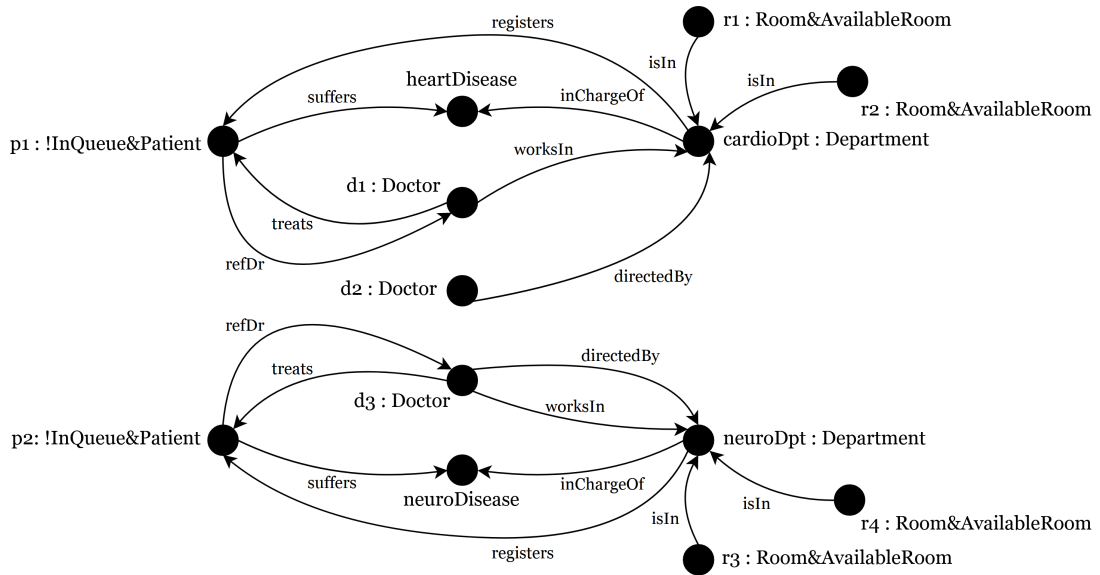 registers
r1 : Room&AvailableRoom
isIn
isIn
heartDisease
suffers
inChargeOf
r2 : Room&AvailableRoom
p1 : !InQueue&Patient
cardioDpt : Department
worksIn
d1 : Doctor
treats
refDr
directedBy
d2 : Doctor
refDr
directedBy
treats
d3 : Doctor
worksIn
p2: !InQueue&Patient
neuroDpt : Department
suffers
inChargeOf
neuroDisease
isIn
isIn
r4 : Room&AvailableRoom
registers
r3 : Room&AvailableRoom